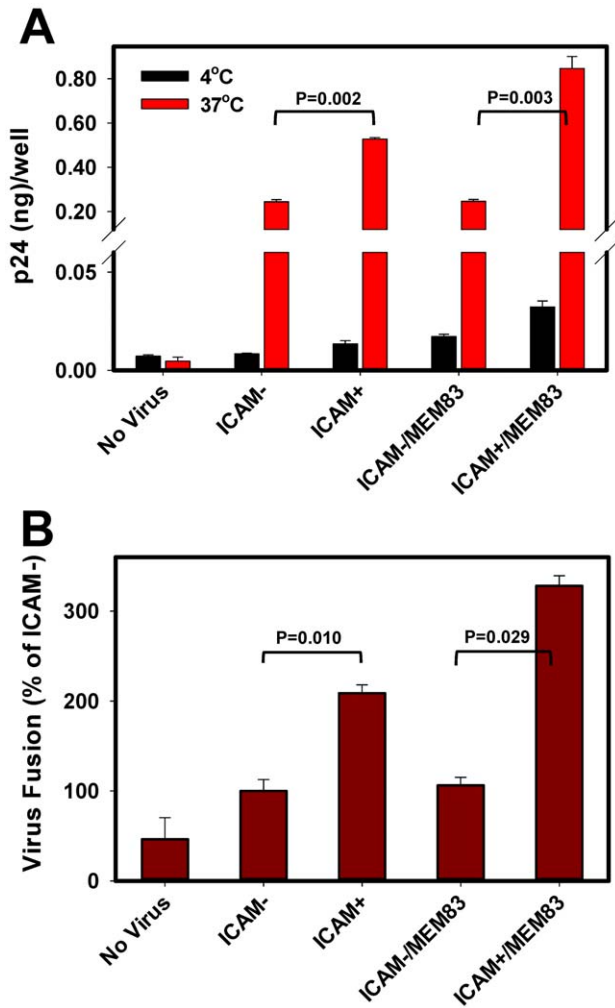 A
4°C
37°C
P=0.002
P=0.003
p24 (ng)/well
0.80
0.60
0.40
0.20
0.05
0.00
No Virus
ICAM-
ICAM+
ICAM-/MEM83
ICAM+/MEM83
B
P=0.010
P=0.029
Virus Fusion (% of ICAM-)
300
200
100
0
No Virus
ICAM-
ICAM+
ICAM-/MEM83
ICAM+/MEM83